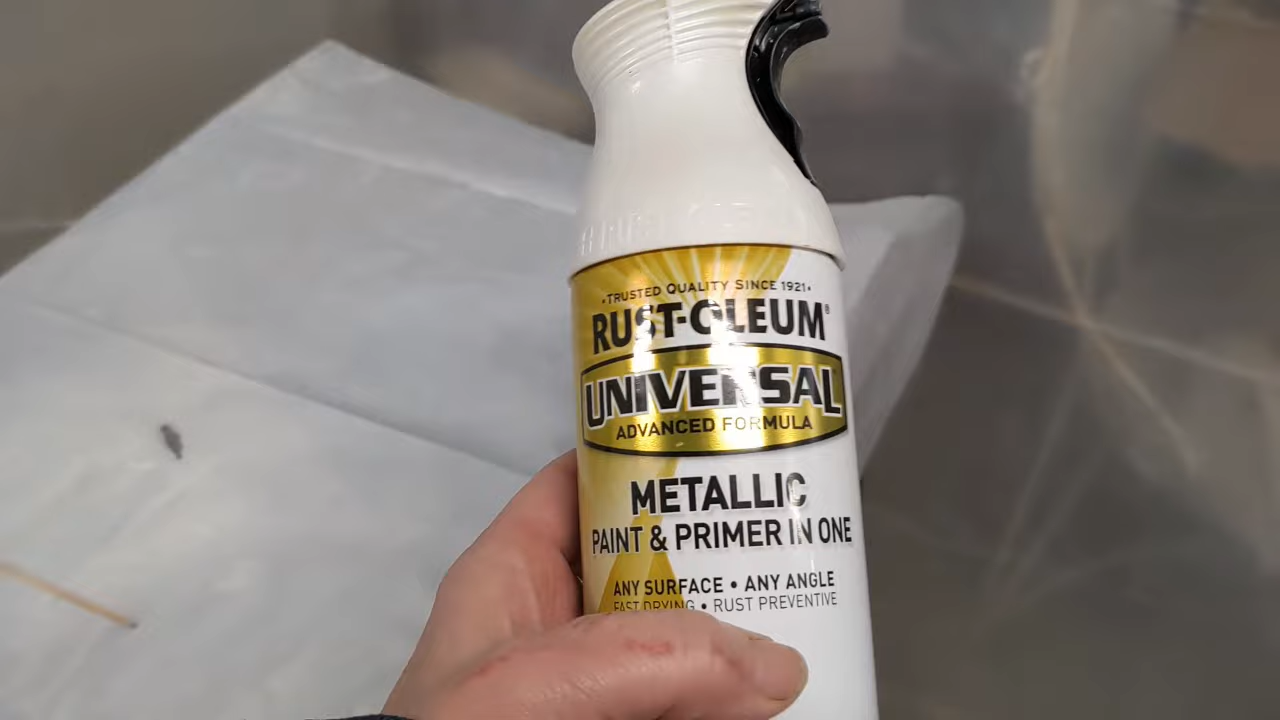 •TRUSTED QUALITY SINCE 1921•
RUST-OLEUM®
UNIVERSAL
ADVANCED FORMULA
METALLIC
PAINT & PRIMER IN ONE
ANY SURFACE • ANY ANGLE
FAST DRYING • RUST PREVENTIVE